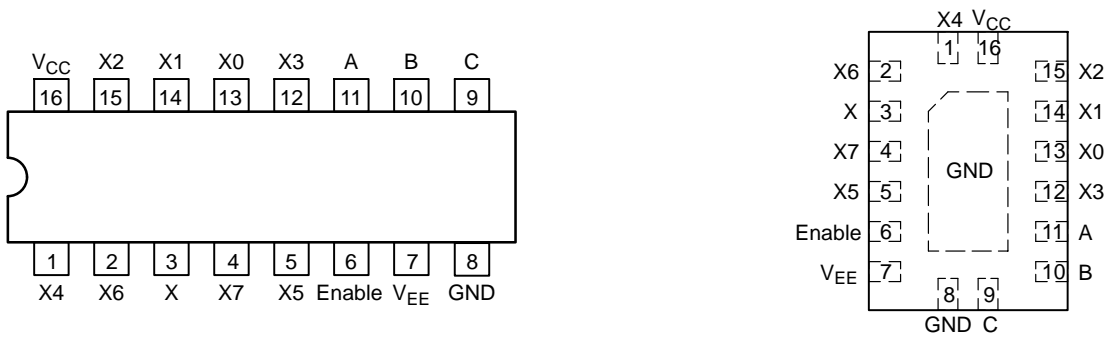 VCC X2 X1 X0 X3 A B C
16 15 14 13 12 11 10 9
1 2 3 4 5 6 7 8
X4 X6 X X7 X5 Enable VEE GND
X4 VCC
1 16
X6 2 15 X2
X 3 14 X1
X7 4 13 X0
GND
X5 5 12 X3
Enable 6 11 A
VEE 7 10 B
8 9
GND C